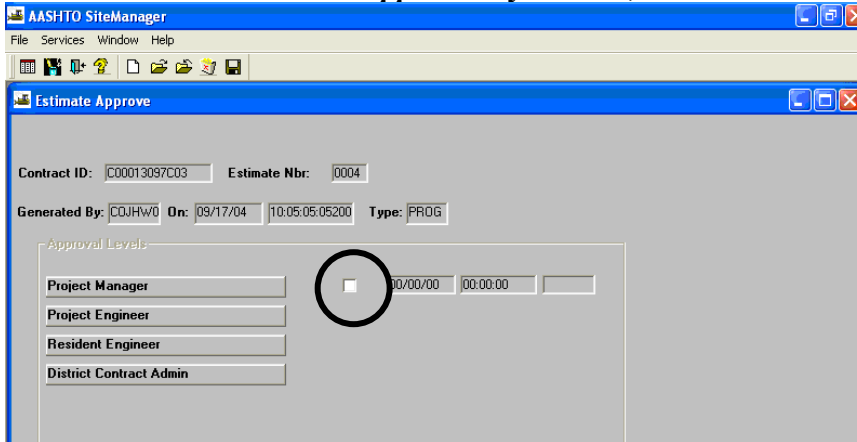 AASHTO SiteManager
File Services Window Help
Estimate Approve
Contract ID: C00013097C03 Estimate Nbr: 0004
Generated By: COJHW0 On: 09/17/04 10:05:05:05200 Type: PROG
Approval Levels
Project Manager 00/00/00 00:00:00
Project Engineer
Resident Engineer
District Contract Admin